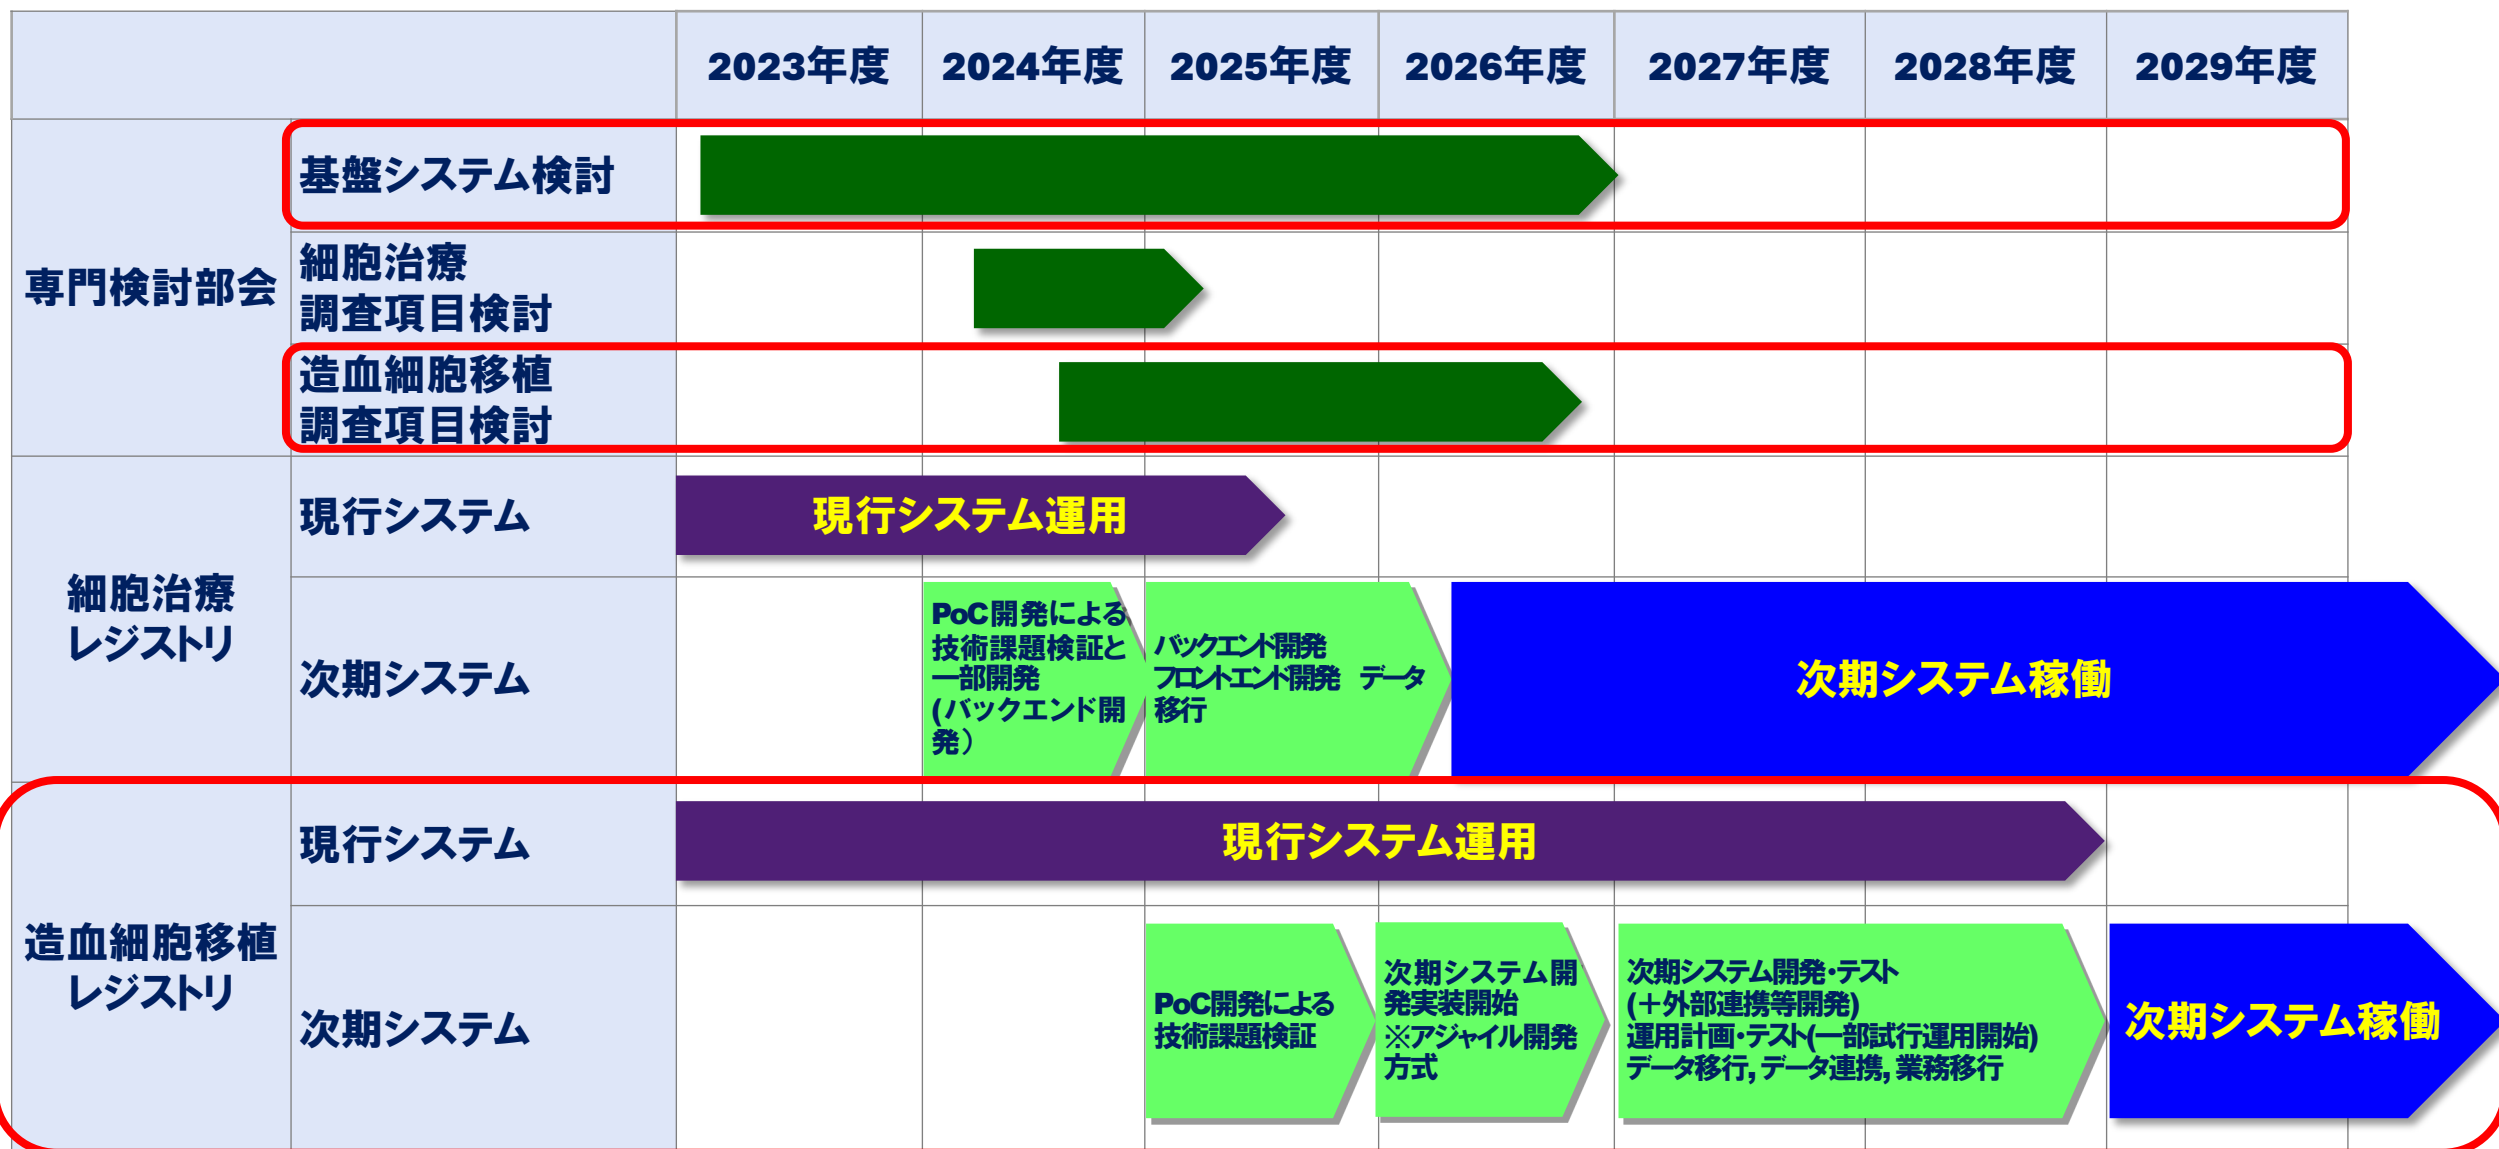 2023年度 2024年度 2025年度 2026年度 2027年度 2028年度 2029年度
専門検討部会
基盤システム検討
細胞治療
調査項目検討
造血細胞移植
調査項目検討
細胞治療
レジストリ
現行システム
現行システム運用
次期システム
PoC開発による
技術課題検証と
一部開発
(バックエンド開
発）
バックエンド開発
フロントエンド開発　データ
移行
次期システム稼働
造血細胞移植
レジストリ
現行システム
現行システム運用
次期システム
PoC開発による
技術課題検証
次期システム開
発実装開始
※アジャイル開発
方式
次期システム開発・テスト
(＋外部連携等開発)
運用計画・テスト(一部試行運用開始)
データ移行,データ連携,業務移行
次期システム稼働